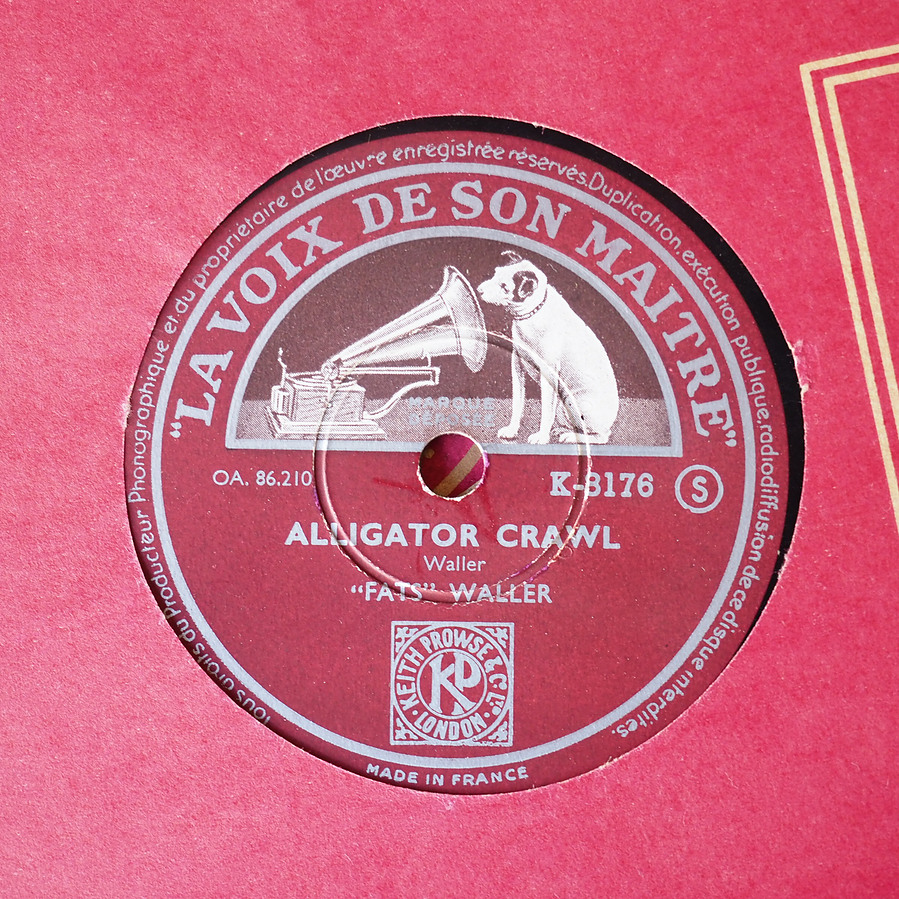 Tous droits du Producteur Phonographique et du propriétaire de l'œuvre enregistrée réservés. Duplication, exécution publique, radiodiffusion de ce disque interdites.
"LA VOIX DE SON MAITRE"
MARQUE
DÉPOSÉE
OA. 86.210 K-8176 S
ALLIGATOR CRAWL
Waller
"FATS" WALLER
KEITH PROWSE & Co LTD
KP
LONDON
MADE IN FRANCE